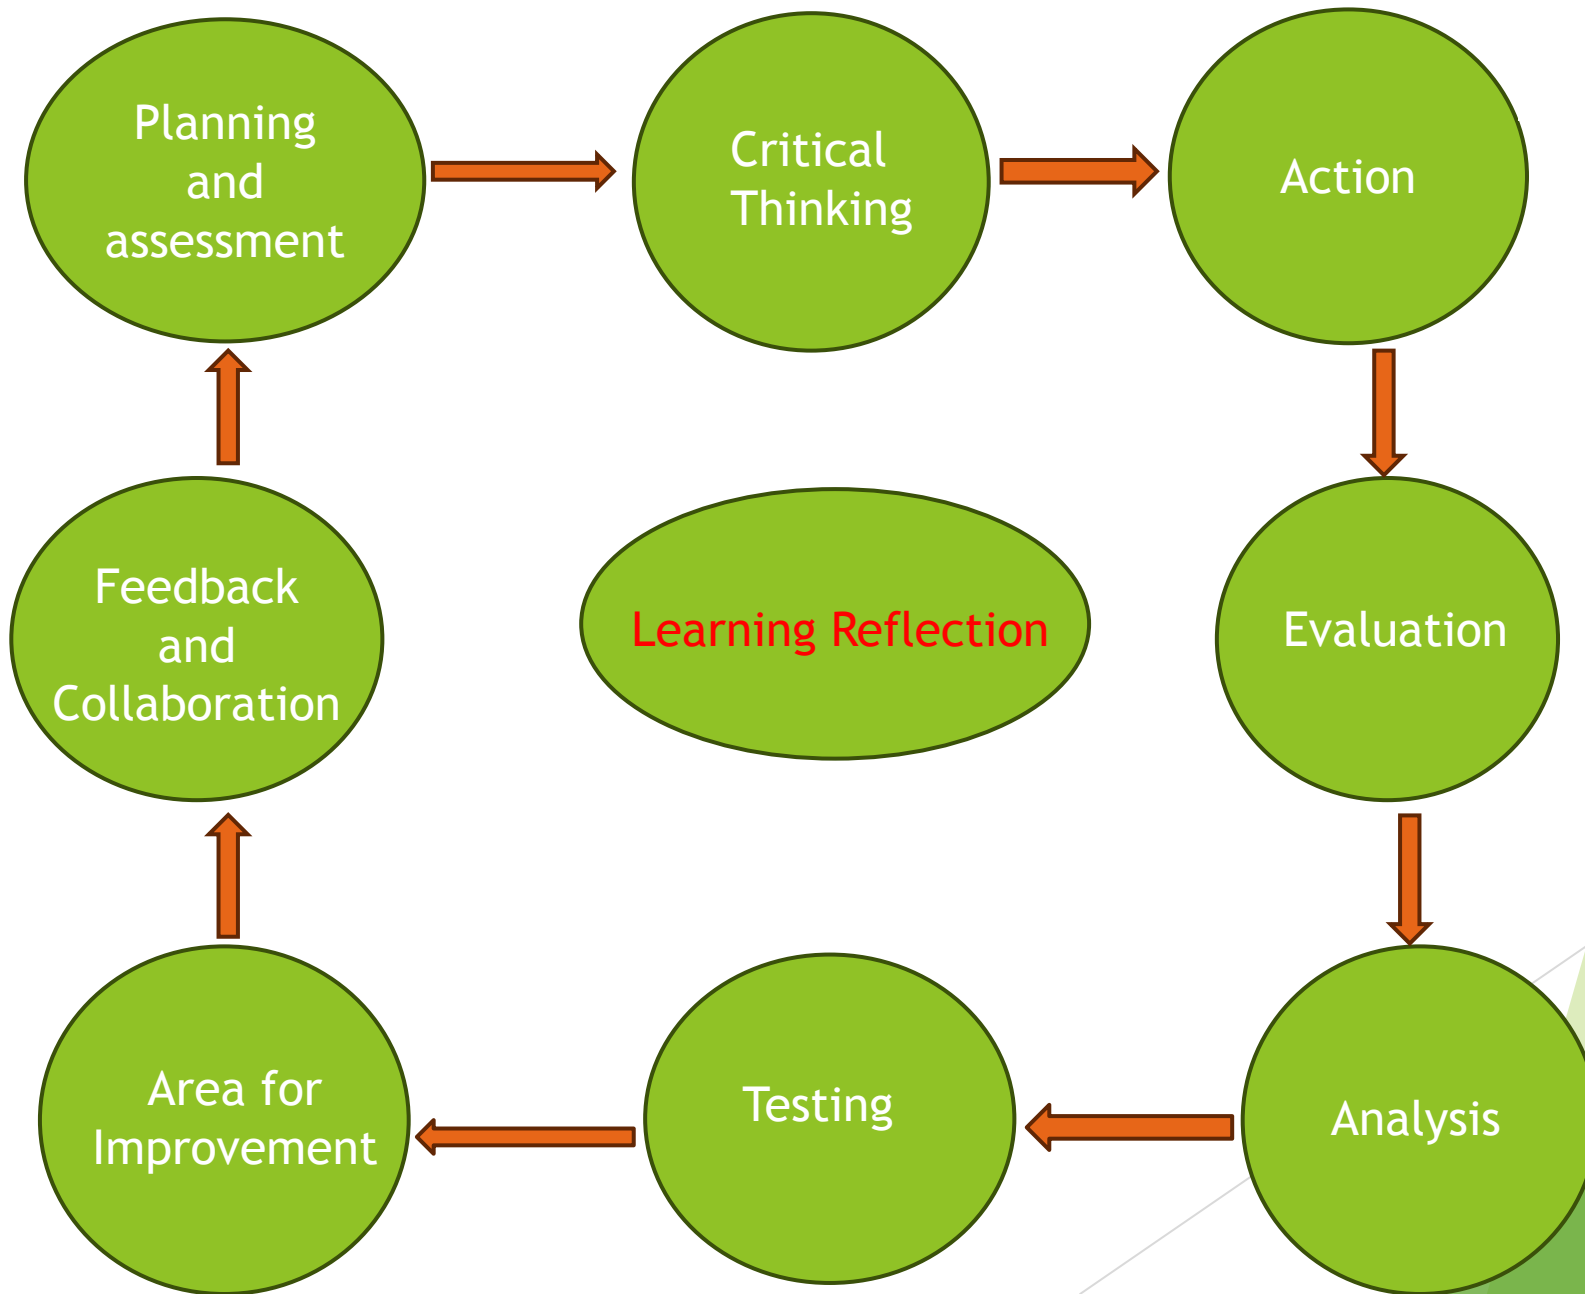 Planning
and
assessment
Critical
Thinking
Action
Feedback
and
Collaboration
Learning Reflection
Evaluation
Area for
Improvement
Testing
Analysis